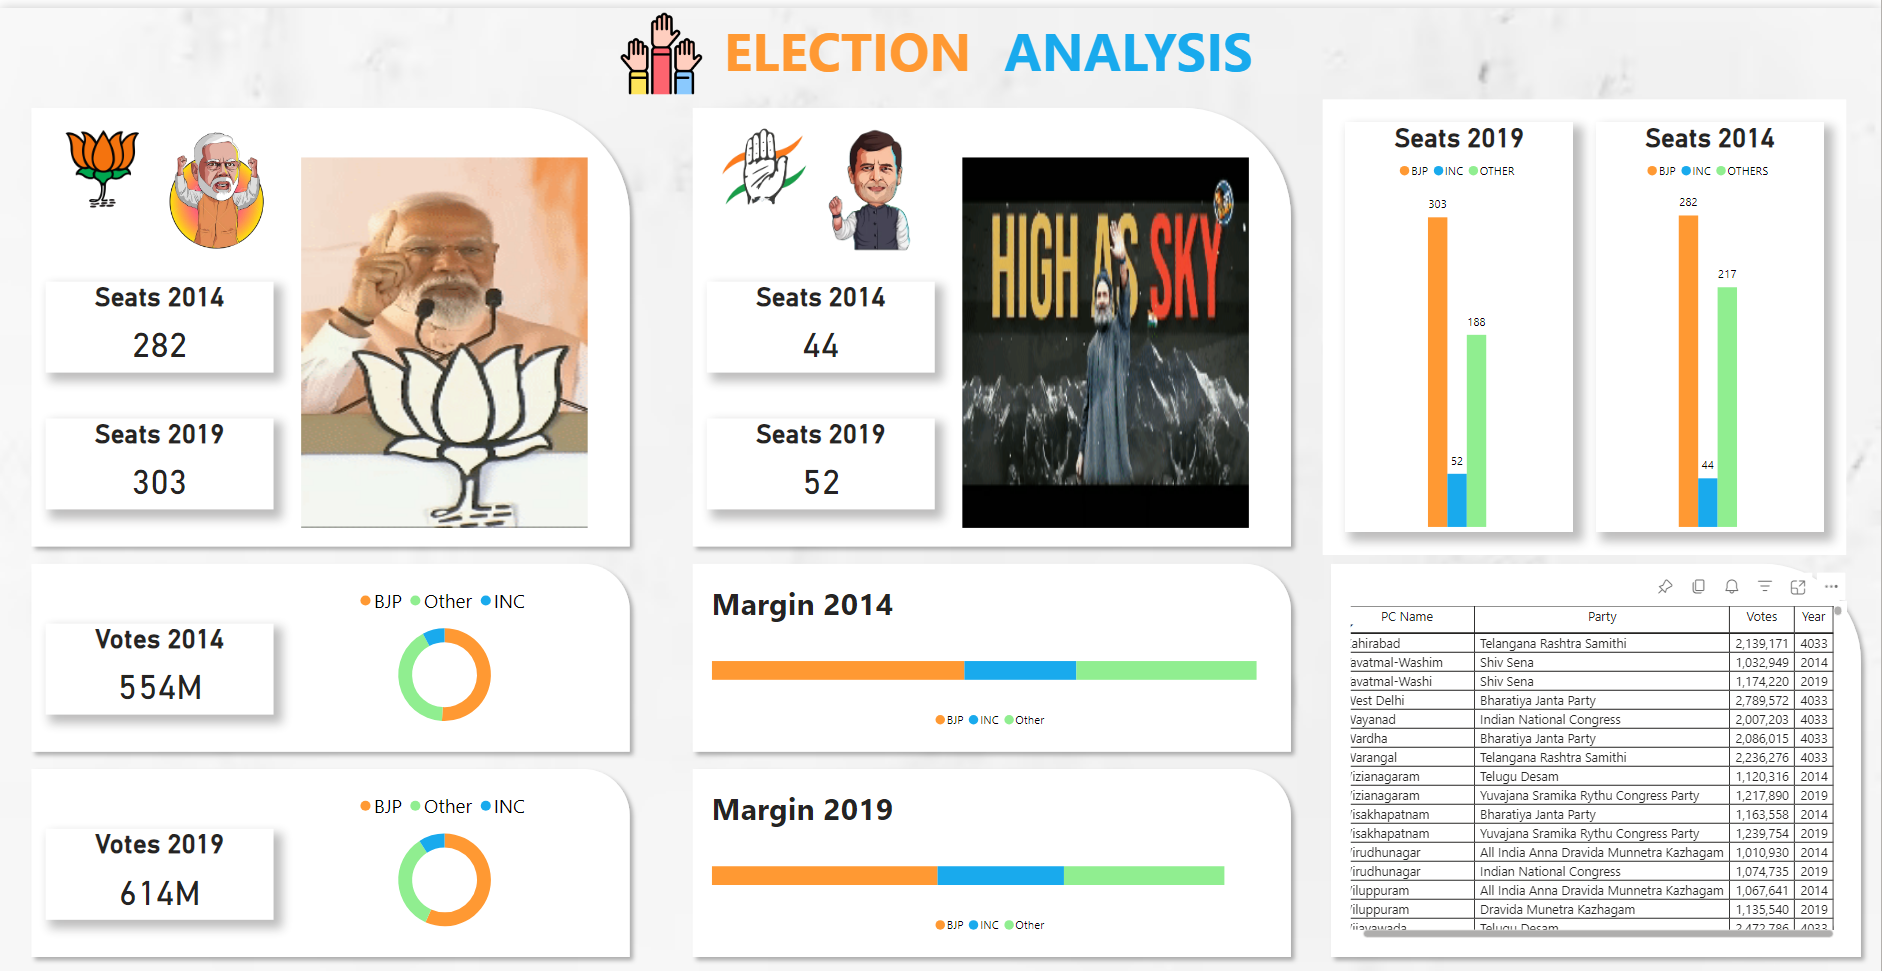 ELECTION ANALYSIS
Seats 2014
282
Seats 2019
303
HIGH AS SKY
Seats 2014
44
Seats 2019
52
Seats 2019
BJP INC OTHER
303
52
188
Seats 2014
BJP INC OTHERS
282
44
217
BJP Other INC
Votes 2014
554M
Margin 2014
BJP INC Other
BJP Other INC
Votes 2019
614M
Margin 2019
BJP INC Other
PC Name Party Votes Year
ahirabad Telangana Rashtra Samithi 2,139,171 4033
avatmal-Washim Shiv Sena 1,032,949 2014
avatmal-Washi Shiv Sena 1,174,220 2019
West Delhi Bharatiya Janta Party 2,789,572 4033
Wayanad Indian National Congress 2,007,203 4033
Wardha Bharatiya Janta Party 2,086,015 4033
Warangal Telangana Rashtra Samithi 2,236,276 4033
izianagaram Telugu Desam 1,120,316 2014
izianagaram Yuvajana Sramika Rythu Congress Party 1,217,890 2019
isakhapatnam Bharatiya Janta Party 1,163,558 2014
isakhapatnam Yuvajana Sramika Rythu Congress Party 1,239,754 2019
irudhunagar All India Anna Dravida Munnetra Kazhagam 1,010,930 2014
irudhunagar Indian National Congress 1,074,735 2019
iluppuram All India Anna Dravida Munnetra Kazhagam 1,067,641 2014
iluppuram Dravida Munetra Kazhagam 1,135,540 2019
ijayawada Telugu Desam 2,472,786 4033